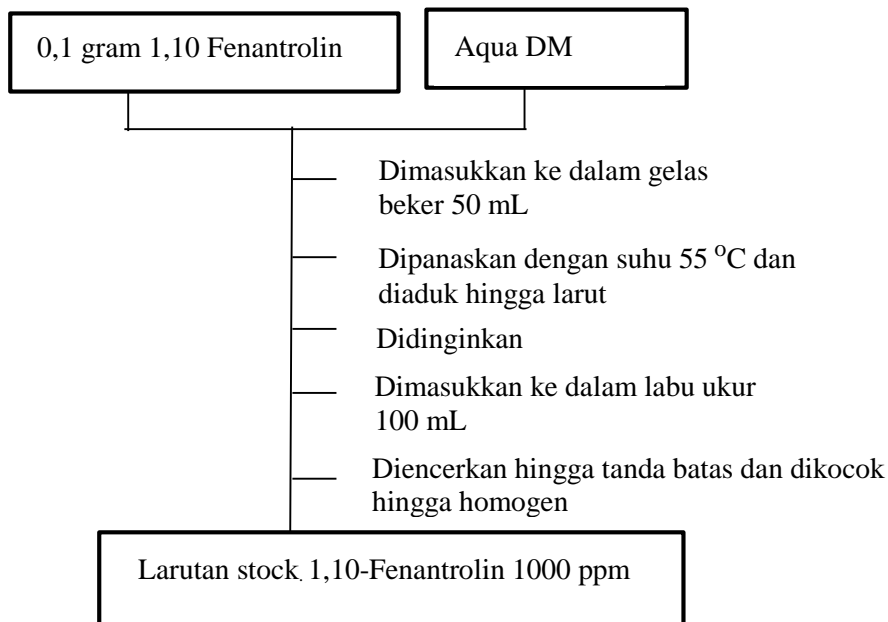 0,1 gram 1,10 Fenantrolin
Aqua DM
Dimasukkan ke dalam gelas
beker 50 mL
Dipanaskan dengan suhu 55 °C dan
diaduk hingga larut
Didinginkan
Dimasukkan ke dalam labu ukur
100 mL
Diencerkan hingga tanda batas dan dikocok
hingga homogen
Larutan stock 1,10-Fenantrolin 1000 ppm